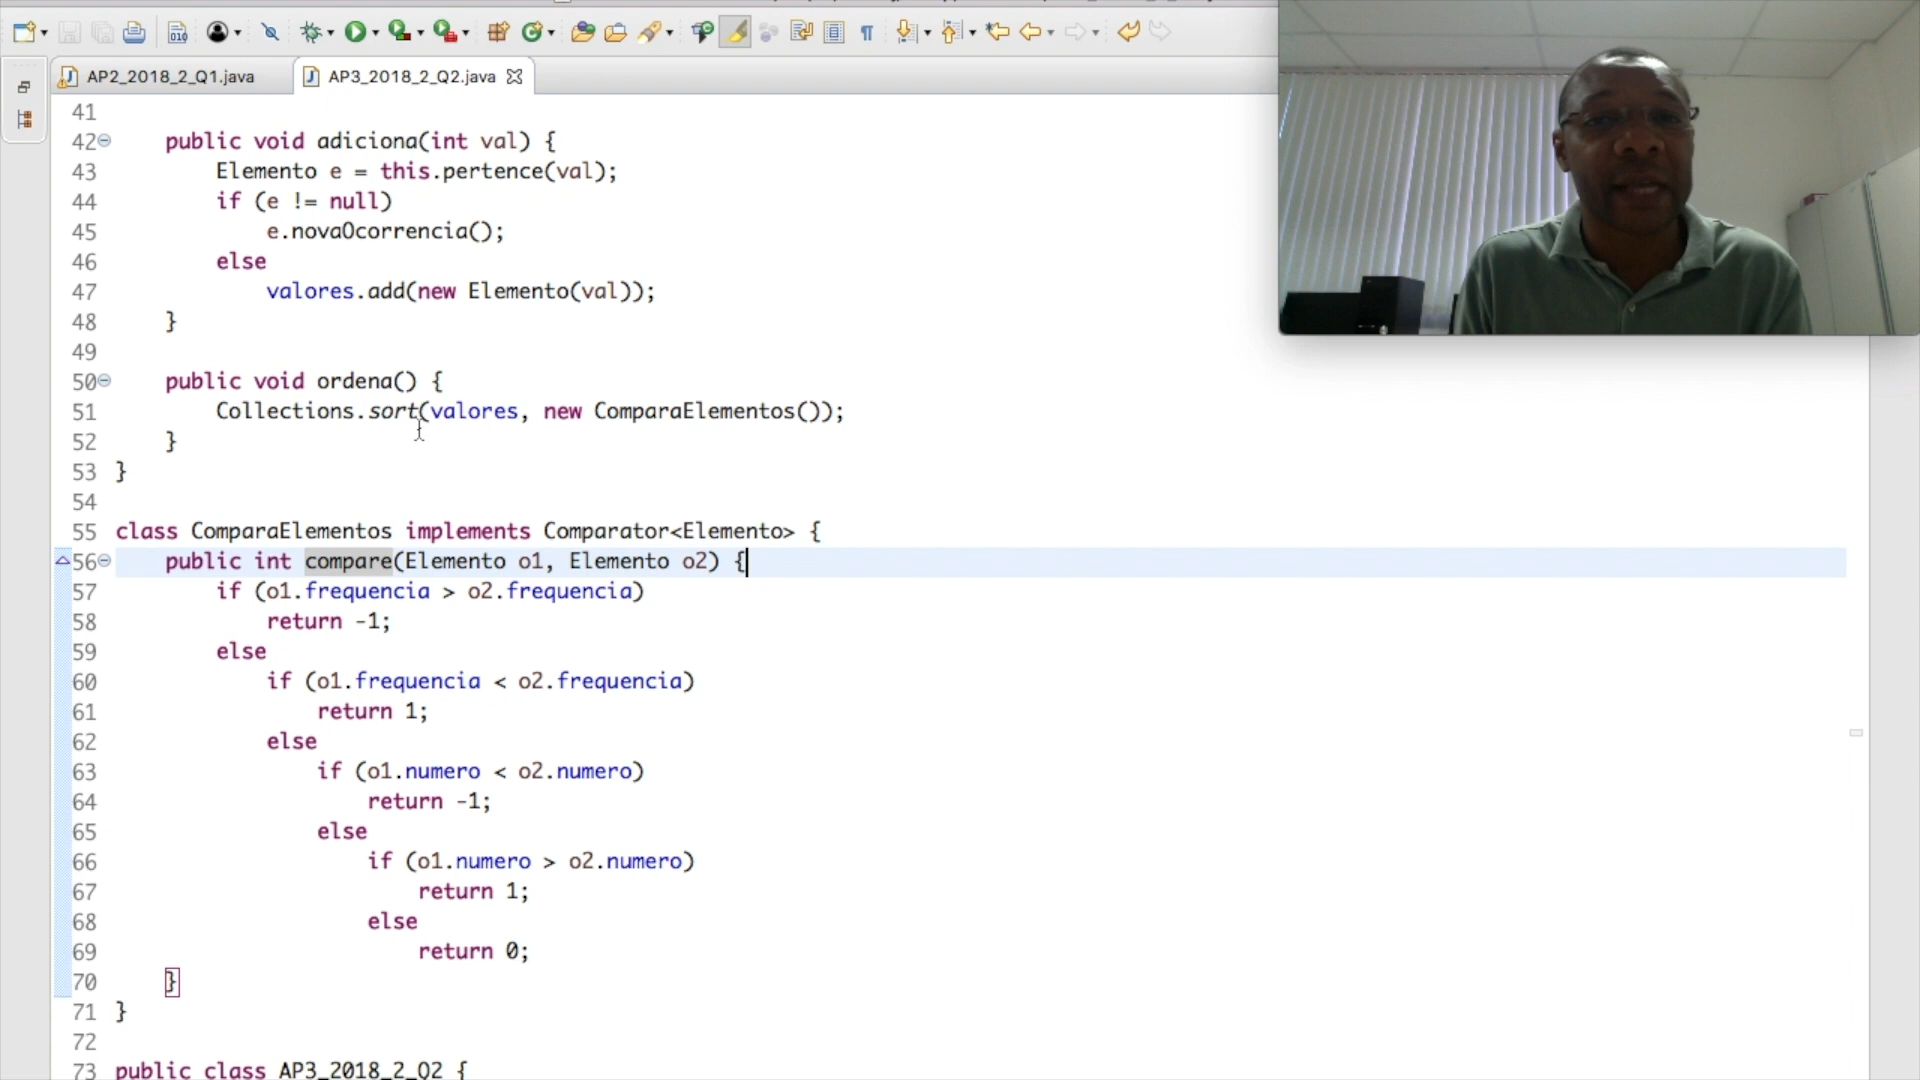 AP2_2018_2_Q1.java
AP3_2018_2_Q2.java
41
42 public void adiciona(int val) {
43 Elemento e = this.pertence(val);
44 if (e != null)
45 e.novaOcorrencia();
46 else
47 valores.add(new Elemento(val));
48 }
49
50 public void ordena() {
51 Collections.sort(valores, new ComparaElementos());
52 }
53 }
54
55 class ComparaElementos implements Comparator<Elemento> {
56 public int compare(Elemento o1, Elemento o2) {
57 if (o1.frequencia > o2.frequencia)
58 return -1;
59 else
60 if (o1.frequencia < o2.frequencia)
61 return 1;
62 else
63 if (o1.numero < o2.numero)
64 return -1;
65 else
66 if (o1.numero > o2.numero)
67 return 1;
68 else
69 return 0;
70 }
71 }
72
73 public class AP3_2018_2_Q2 {